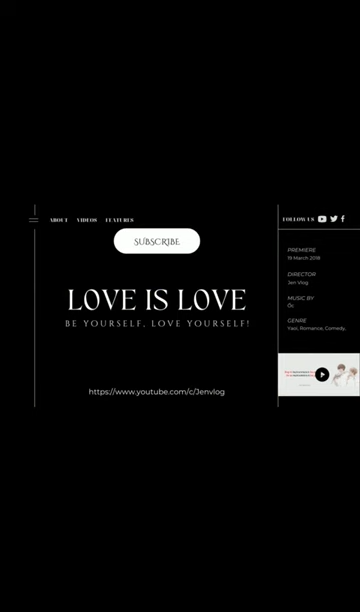 ABOUT VIDEOS FEATURES
FOLLOW US
SUBSCRIBE
LOVE IS LOVE
BE YOURSELF, LOVE YOURSELF!
https://www.youtube.com/c/Jenvlog
PREMIERE
19 March 2018
DIRECTOR
Jen Vlog
MUSIC BY
GENRE
Yaoi, Romance, Comedy,